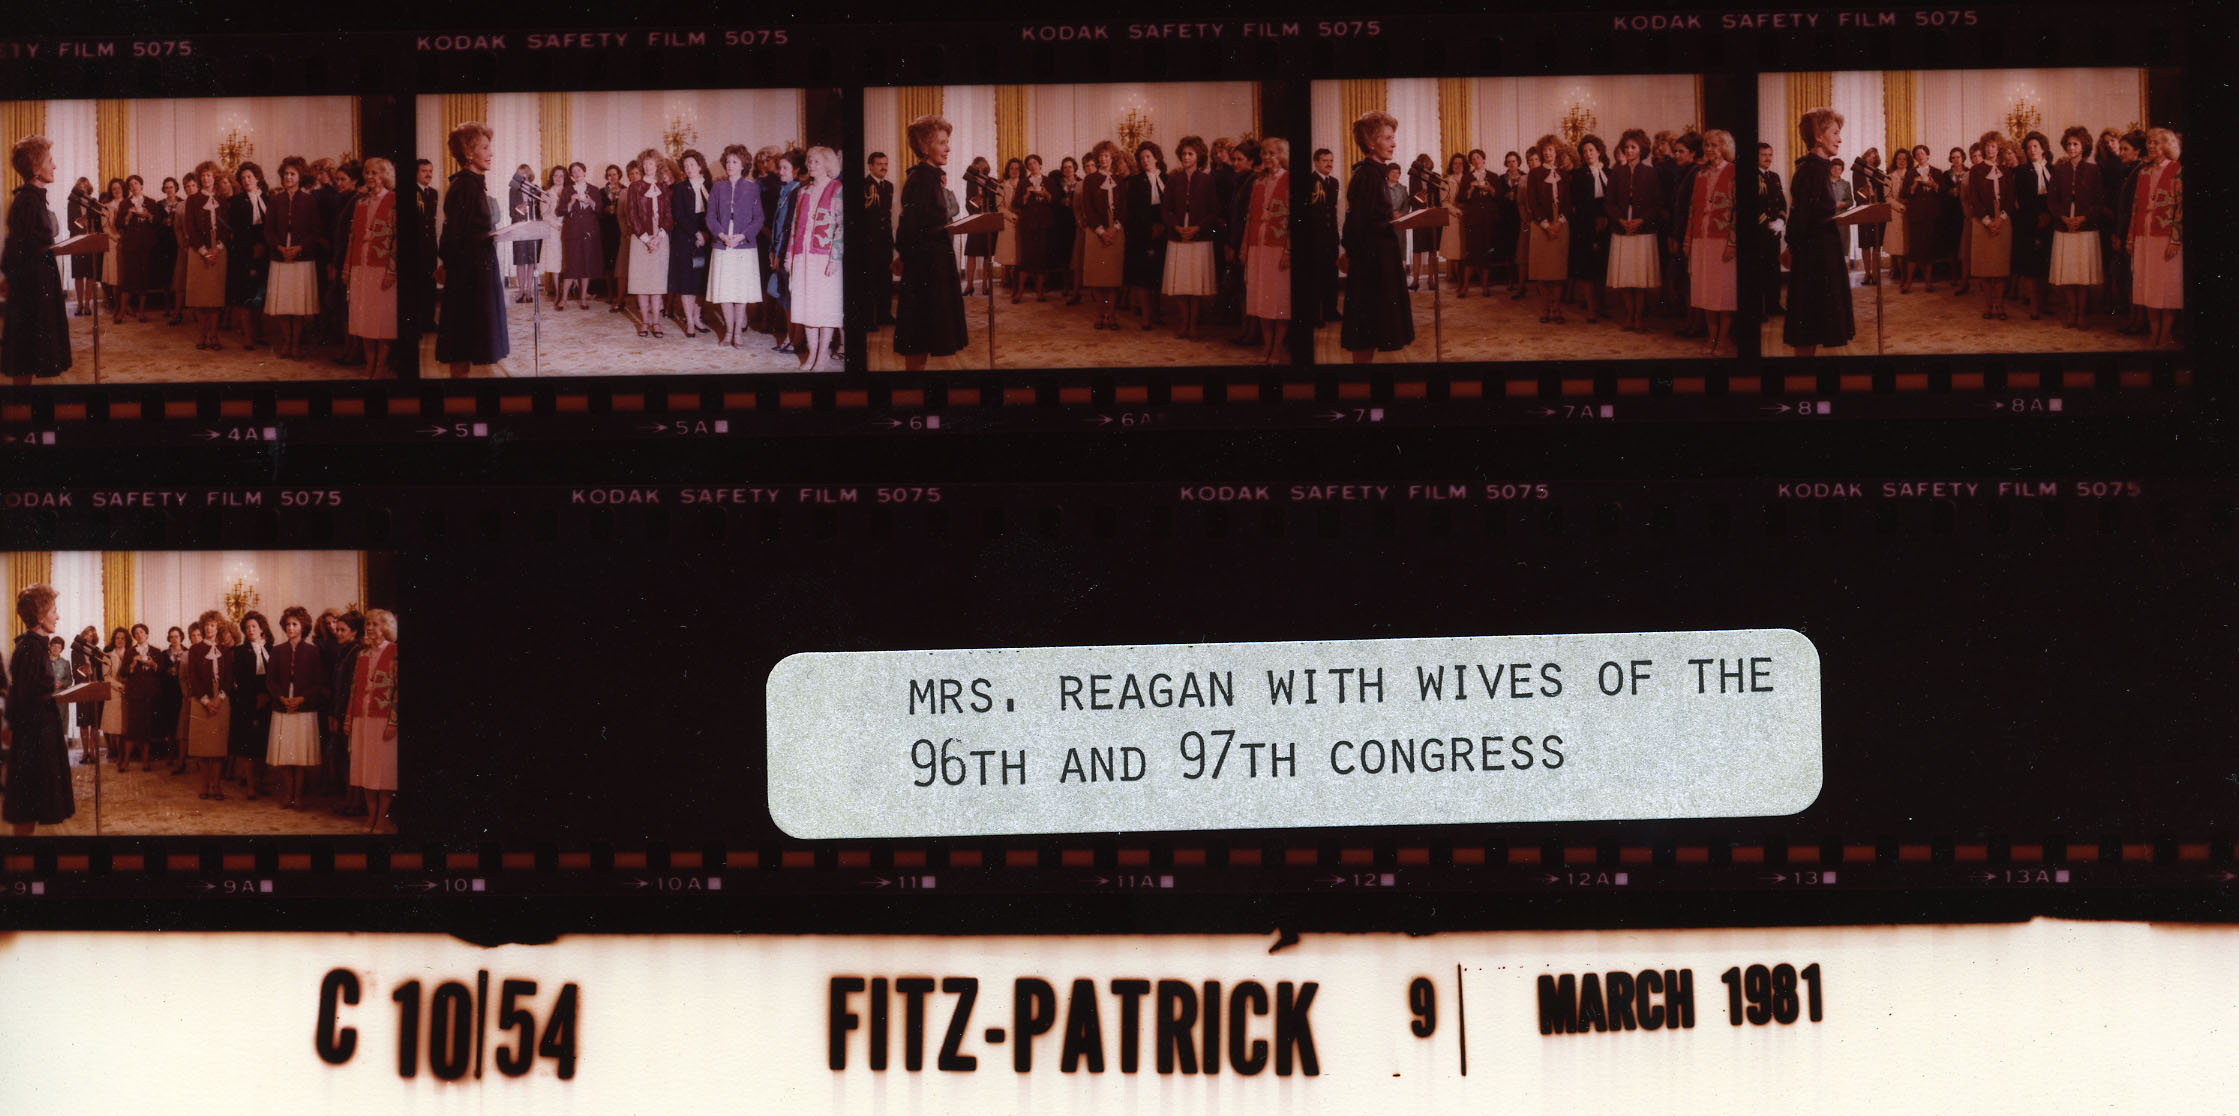 ETY FILM 5075 KODAK SAFETY FILM 5075 KODAK SAFETY FILM 5075 KODAK SAFETY FILM 5075
4 4A 5 5A 6 6A 7 7A 8 8A
ODAK SAFETY FILM 5075 KODAK SAFETY FILM 5075 KODAK SAFETY FILM 5075 KODAK SAFETY FILM 5075
MRS. REAGAN WITH WIVES OF THE
96TH AND 97TH CONGRESS
9 9A 10 10A 11 11A 12 12A 13 13A
C 10/54 FITZ-PATRICK 9 MARCH 1981